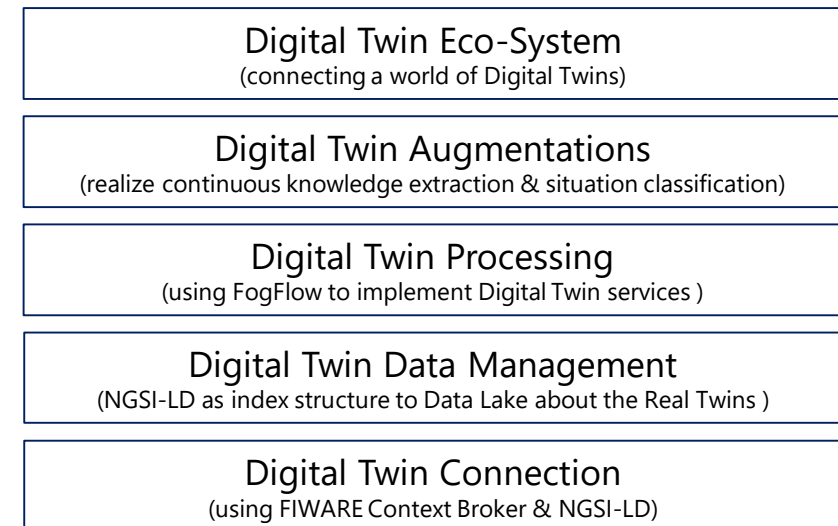 Digital Twin Eco-System
(connecting a world of Digital Twins)
Digital Twin Augmentations
(realize continuous knowledge extraction & situation classification)
Digital Twin Processing
(using FogFlow to implement Digital Twin services )
Digital Twin Data Management
(NGSI-LD as index structure to Data Lake about the Real Twins )
Digital Twin Connection
(using FIWARE Context Broker & NGSI-LD)